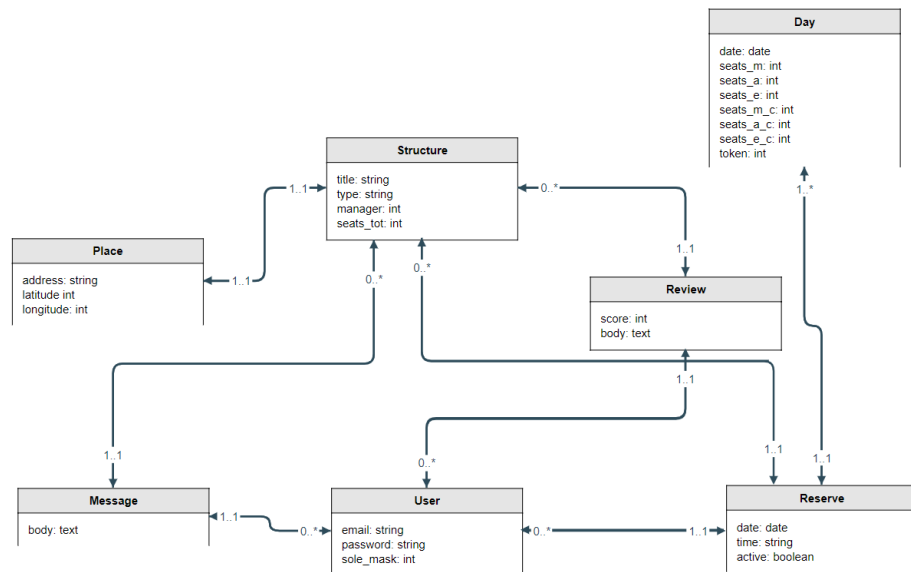 Day
date: date
seats_m: int
seats_a: int
seats_e: int
seats_m_c: int
seats_a_c: int
seats_e_c: int
token: int
1..*
Structure
title: string
type: string
manager: int
seats_tot: int
1..1
0..*
0..*
0..*
Place
address: string
latitude int
longitude: int
1..1
1..1
Review
score: int
body: text
1..1
0..*
1..1
1..1
1..1
Message
body: text
1..1
0..*
User
email: string
password: string
sole_mask: int
0..*
1..1
Reserve
date: date
time: string
active: boolean